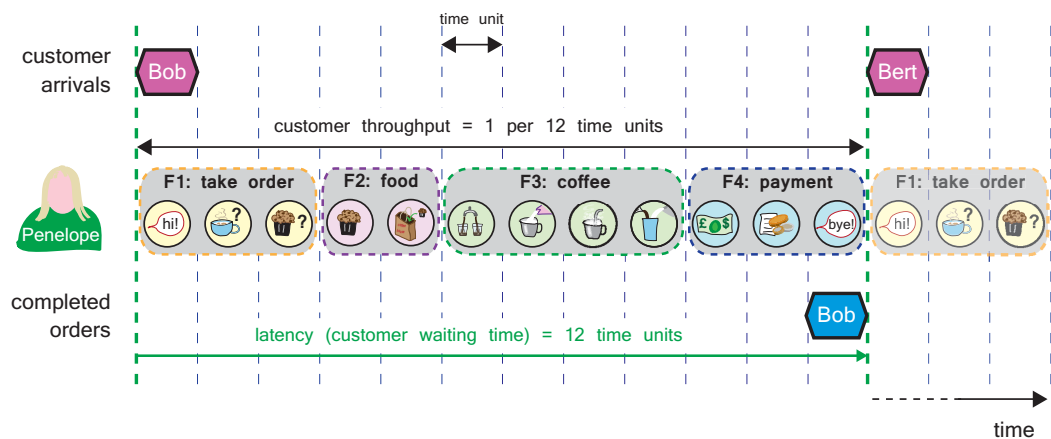 time unit
customer
arrivals
Bob
Bert
customer throughput = 1 per 12 time units
F1: take order
F2: food
F3: coffee
F4: payment
F1: take order
Penelope
hi!
?
?
£ $
bye!
hi!
?
?
completed
orders
Bob
latency (customer waiting time) = 12 time units
time